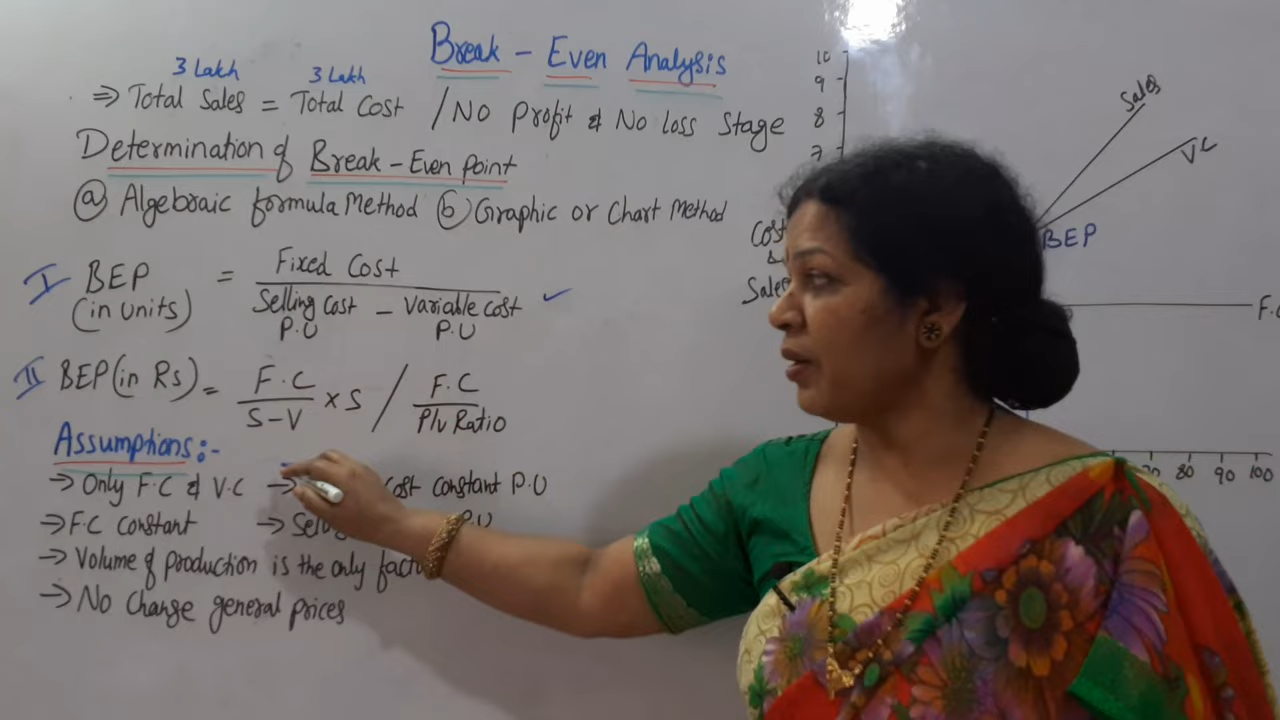 Break - Even Analysis
3 Lakh 3 Lakh
⇒ Total Sales = Total Cost / No Profit & No loss stage
Determination of Break - Even Point
ⓐ Algebraic formula Method ⓑ Graphic or Chart Method
I BEP (in units) = Fixed Cost
Selling Cost P.U - Variable cost P.U ✓
II BEP (in Rs) = F.C / P/v Ratio
F.C
S-V × S
Assumptions:-
→ Only F.C & V.C → cost constant P.U
→ F.C constant → P.U
→ Volume of production is the only
→ No Change general prices
10
9
8
7
Cost
&
Sales
Sales
VC
BEP
F.C
70 80 90 100